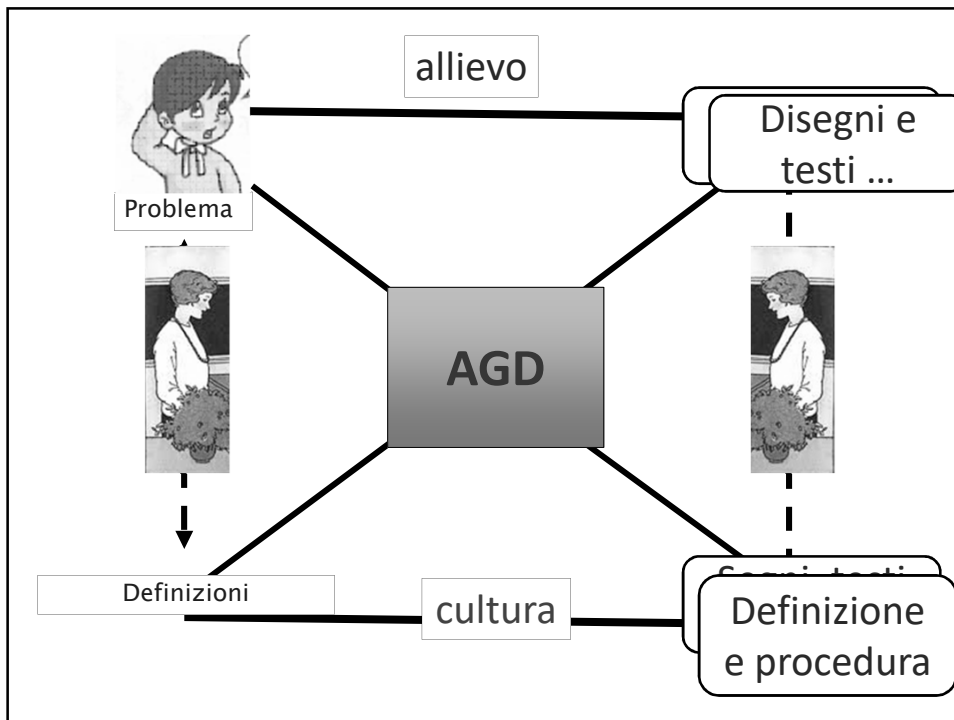 allievo
Disegni e
testi ...
Problema
AGD
Definizioni
cultura
Definizione
e procedura